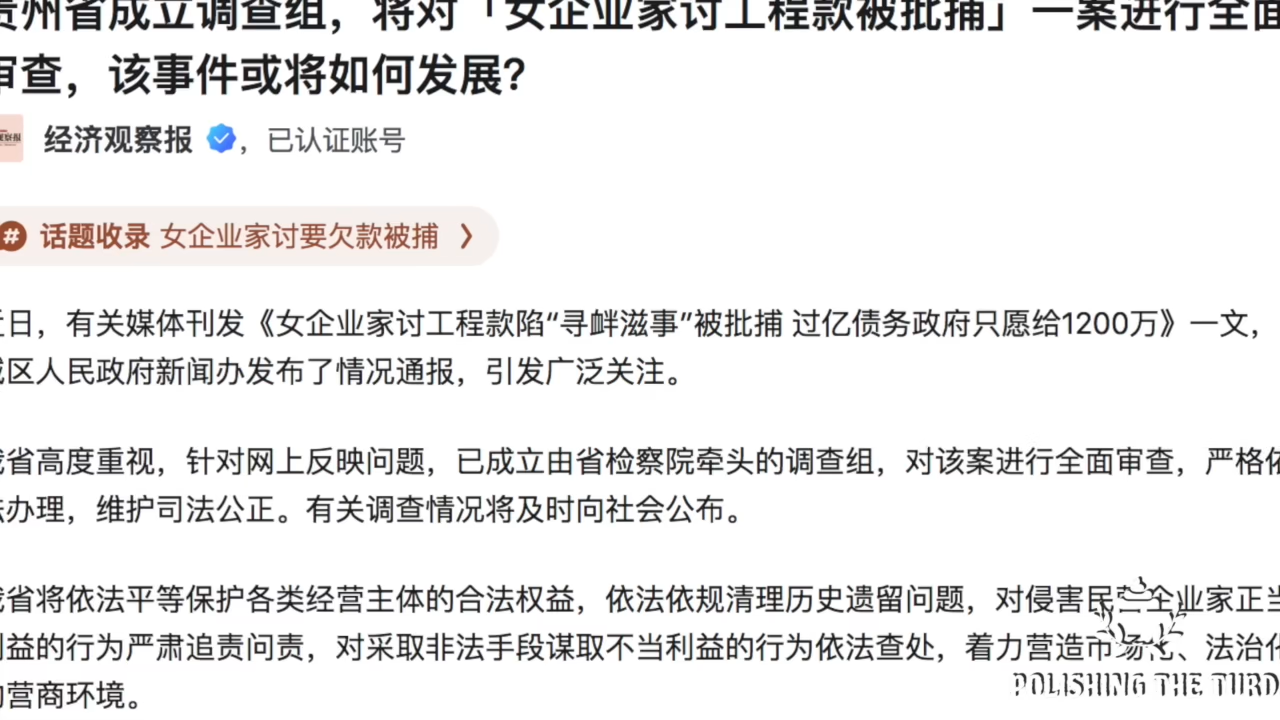 贵州省成立调查组，将对「女企业家讨工程款被批捕」一案进行全面
审查，该事件或将如何发展？
经济观察报，已认证账号
# 话题收录 女企业家讨要欠款被捕 >
近日，有关媒体刊发《女企业家讨工程款陷“寻衅滋事”被批捕 过亿债务政府只愿给1200万》一文，
城区人民政府新闻办发布了情况通报，引发广泛关注。
我省高度重视，针对网上反映问题，已成立由省检察院牵头的调查组，对该案进行全面审查，严格依
法办理，维护司法公正。有关调查情况将及时向社会公布。
我省将依法平等保护各类经营主体的合法权益，依法依规清理历史遗留问题，对侵害民营企业家正当
利益的行为严肃追责问责，对采取非法手段谋取不当利益的行为依法查处，着力营造市场化、法治化
的营商环境。
POLISHING THE TURD